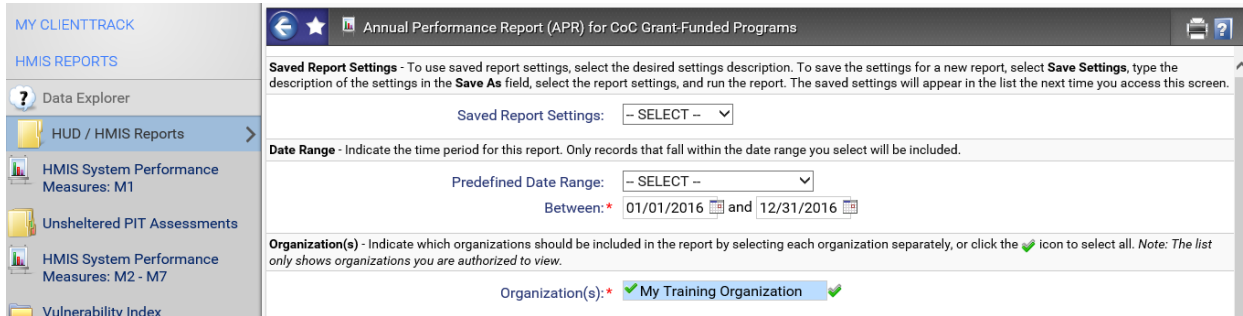 MY CLIENTTRACK
HMIS REPORTS
Data Explorer
HUD / HMIS Reports
HMIS System Performance
Measures: M1
Unsheltered PIT Assessments
HMIS System Performance
Measures: M2 - M7
Vulnerability Index
Annual Performance Report (APR) for CoC Grant-Funded Programs
?
Saved Report Settings - To use saved report settings, select the desired settings description. To save the settings for a new report, select Save Settings, type the
description of the settings in the Save As field, select the report settings, and run the report. The saved settings will appear in the list the next time you access this screen.
Saved Report Settings: -- SELECT --
Date Range - Indicate the time period for this report. Only records that fall within the date range you select will be included.
Predefined Date Range: -- SELECT --
Between:* 01/01/2016 and 12/31/2016
Organization(s) - Indicate which organizations should be included in the report by selecting each organization separately, or click the icon to select all. Note: The list
only shows organizations you are authorized to view.
Organization(s):* My Training Organization